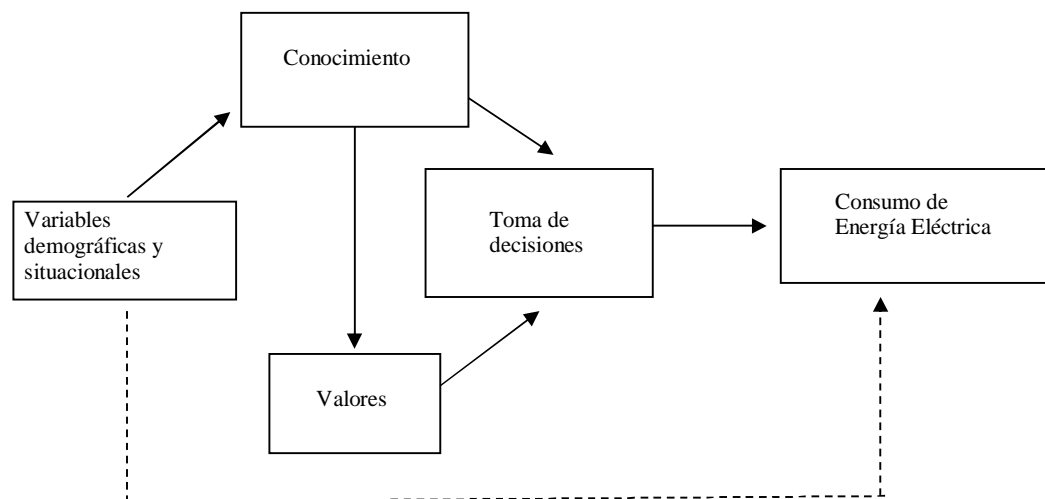 Conocimiento
Variables
demográficas y
situacionales
Toma de
decisiones
Consumo de
Energía Eléctrica
Valores